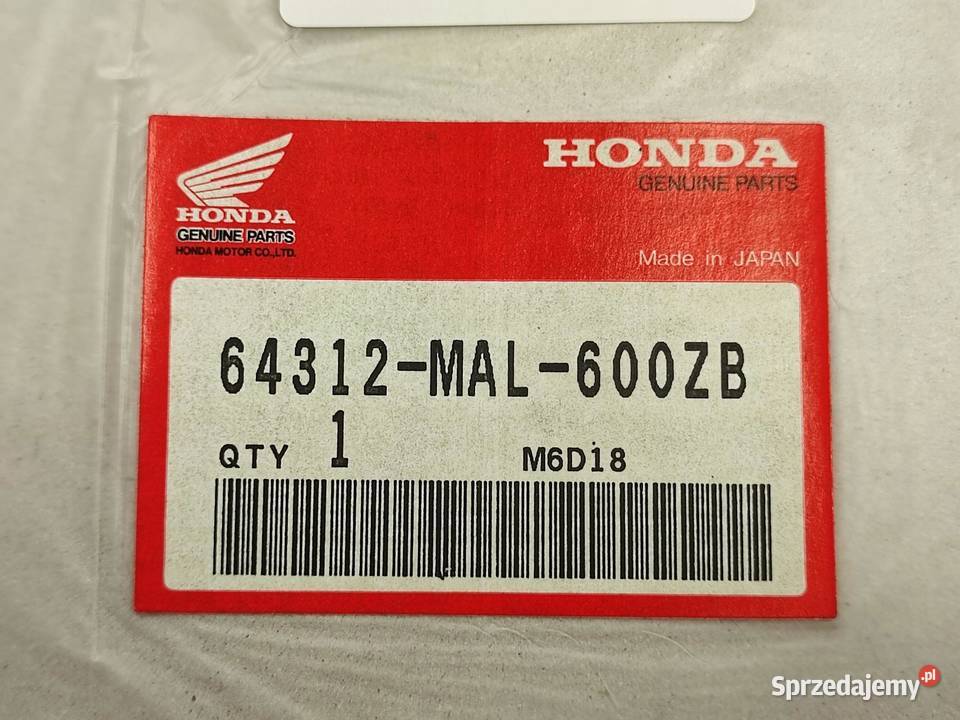 HONDA
GENUINE PARTS
HONDA MOTOR CO.,LTD.
HONDA
GENUINE PARTS
Made in JAPAN
64312-MAL-600ZB
QTY 1
M6D18
Sprzedajemy.pl